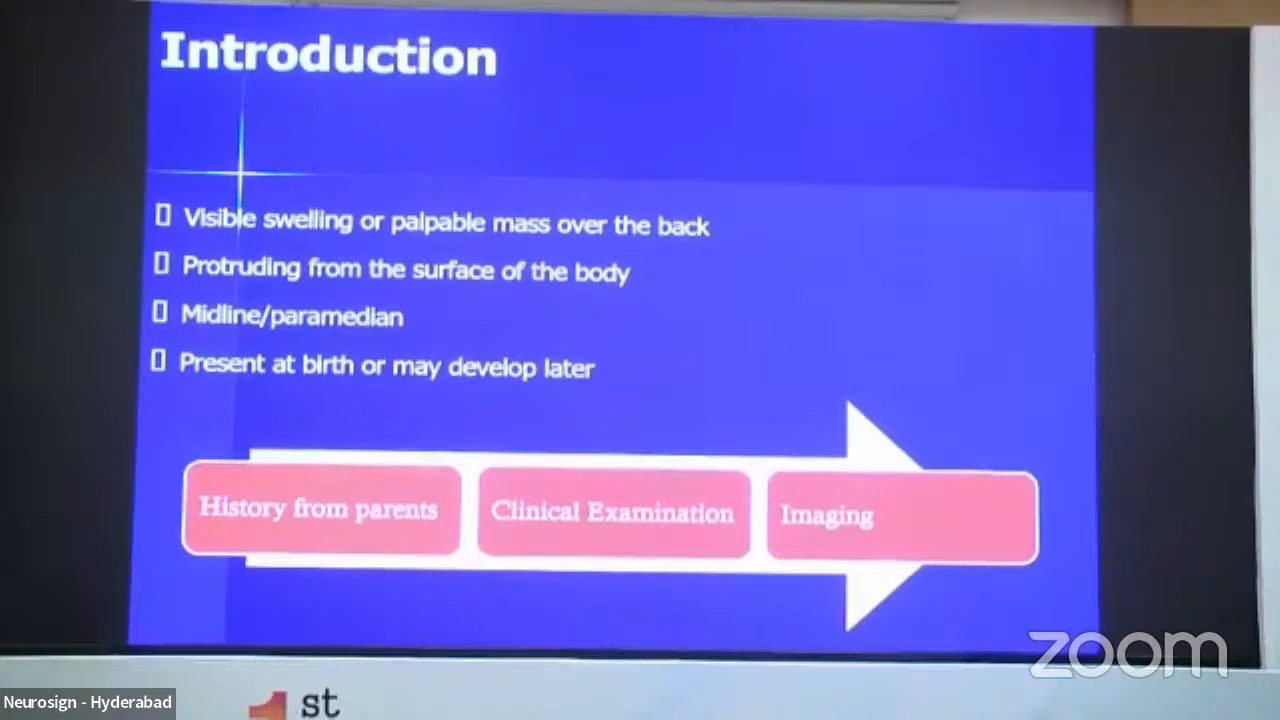 Introduction
Visible swelling or palpable mass over the back
Protruding from the surface of the body
Midline/paramedian
Present at birth or may develop later
History from parents
Clinical Examination
Imaging
zoom
Neurosign - Hyderabad
1st